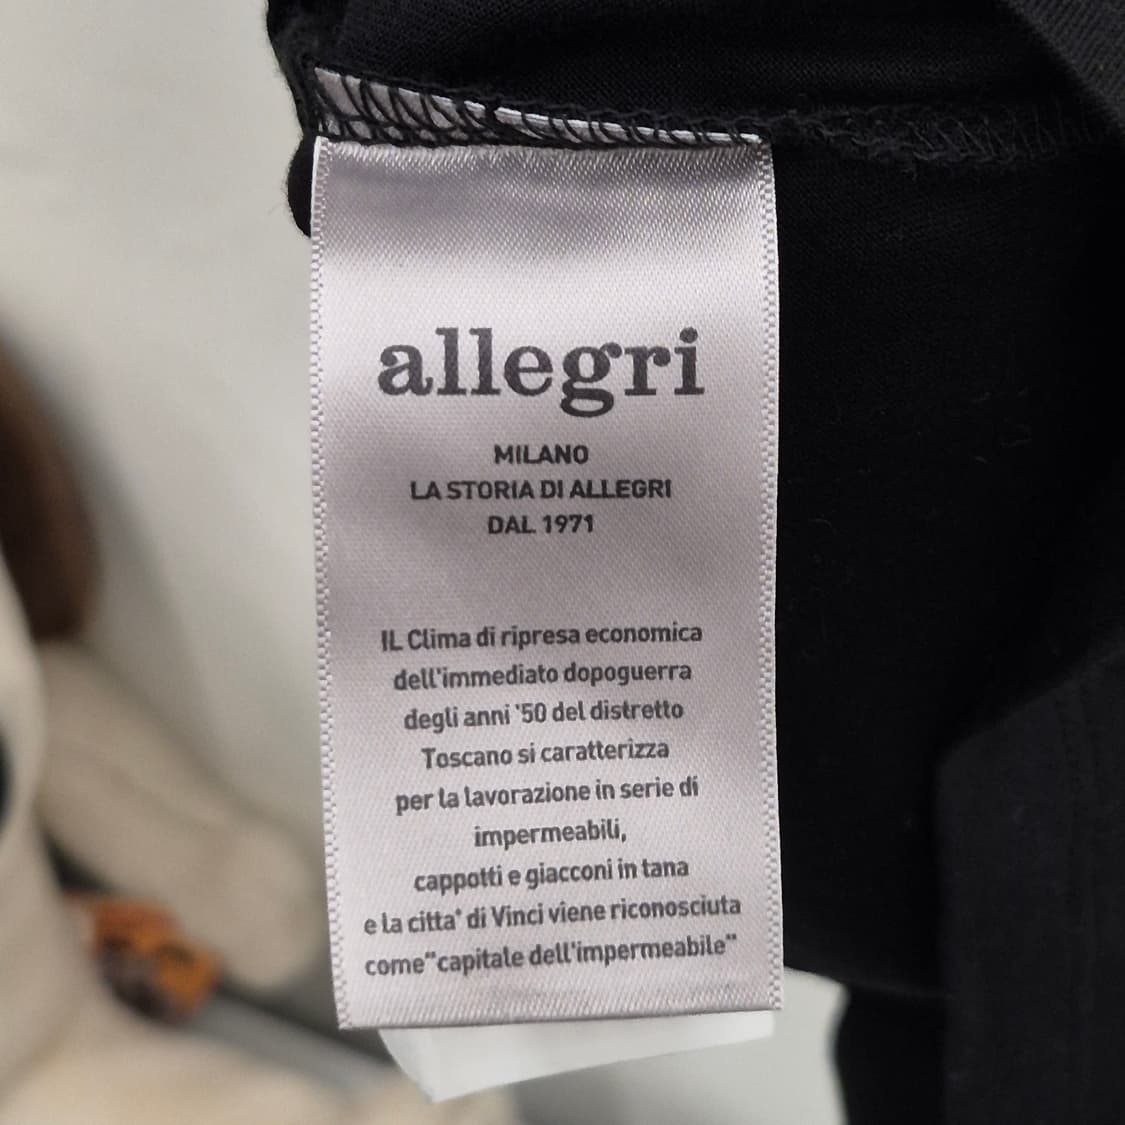 allegri
MILANO
LA STORIA DI ALLEGRI
DAL 1971
IL Clima di ripresa economica
dell'immediato dopoguerra
degli anni '50 del distretto
Toscano si caratterizza
per la lavorazione in serie di
impermeabili,
cappotti e giacconi in tana
e la citta' di Vinci viene riconosciuta
come"capitale dell'impermeabile"